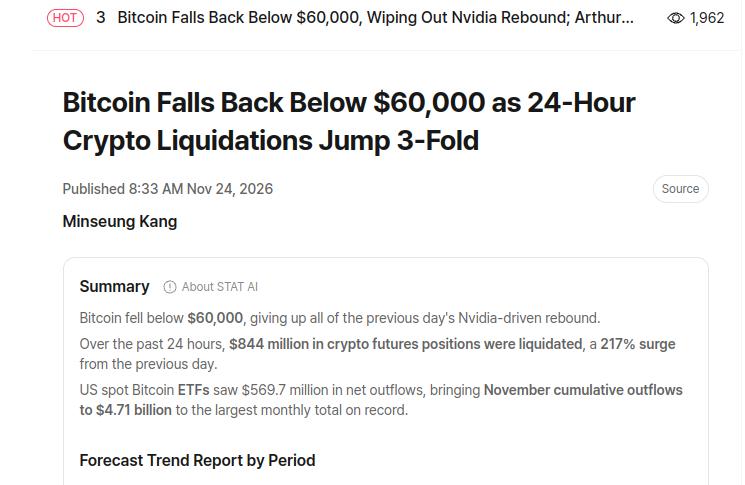 HOT 3 Bitcoin Falls Back Below $60,000, Wiping Out Nvidia Rebound; Arthur... 1,962
Bitcoin Falls Back Below $60,000 as 24-Hour
Crypto Liquidations Jump 3-Fold
Published 8:33 AM Nov 24, 2026
Source
Minseung Kang
Summary About STAT AI
Bitcoin fell below $60,000, giving up all of the previous day's Nvidia-driven rebound.
Over the past 24 hours, $844 million in crypto futures positions were liquidated, a 217% surge
from the previous day.
US spot Bitcoin ETFs saw $569.7 million in net outflows, bringing November cumulative outflows
to $4.71 billion to the largest monthly total on record.
Forecast Trend Report by Period